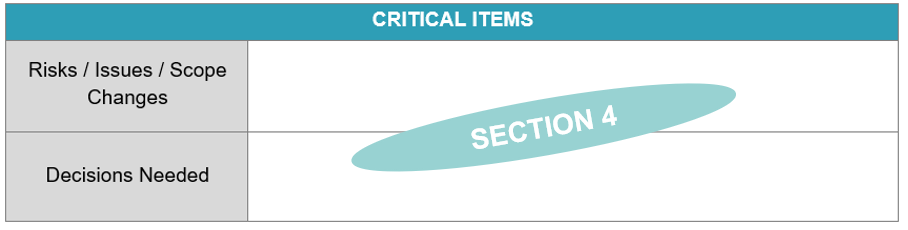 CRITICAL ITEMS
Risks / Issues / Scope
Changes
SECTION 4
Decisions Needed